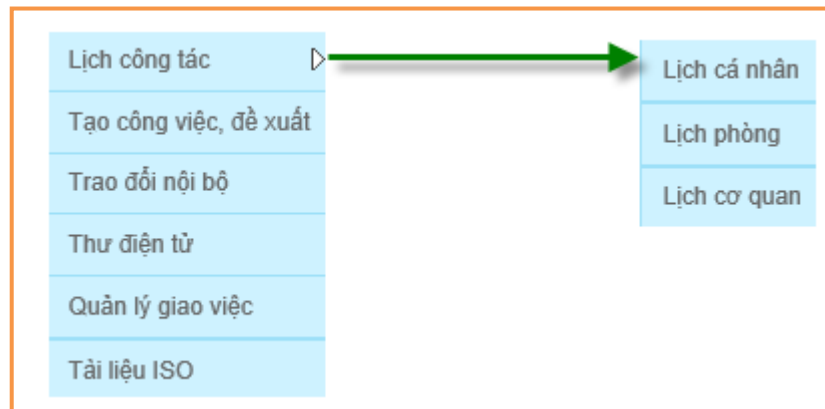 Lịch công tác
Tạo công việc, đề xuất
Trao đổi nội bộ
Thư điện tử
Quản lý giao việc
Tài liệu ISO
Lịch cá nhân
Lịch phòng
Lịch cơ quan